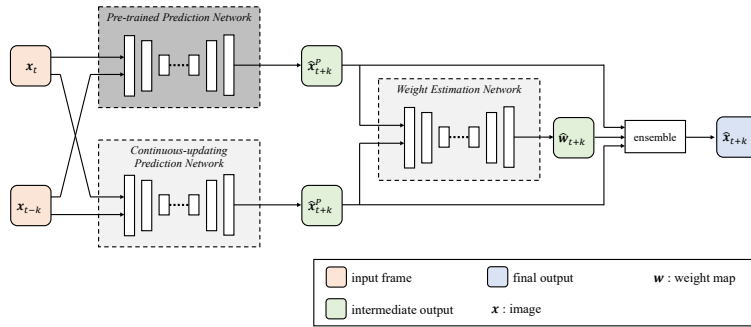 Pre-trained Prediction Network
x_t
x̂^P_{t+k}
Weight Estimation Network
ŵ_{t+k}
ensemble
x̂_{t+k}
Continuous-updating
Prediction Network
x_{t−k}
x̂^P_{t+k}
input frame
final output
w : weight map
intermediate output
x : image